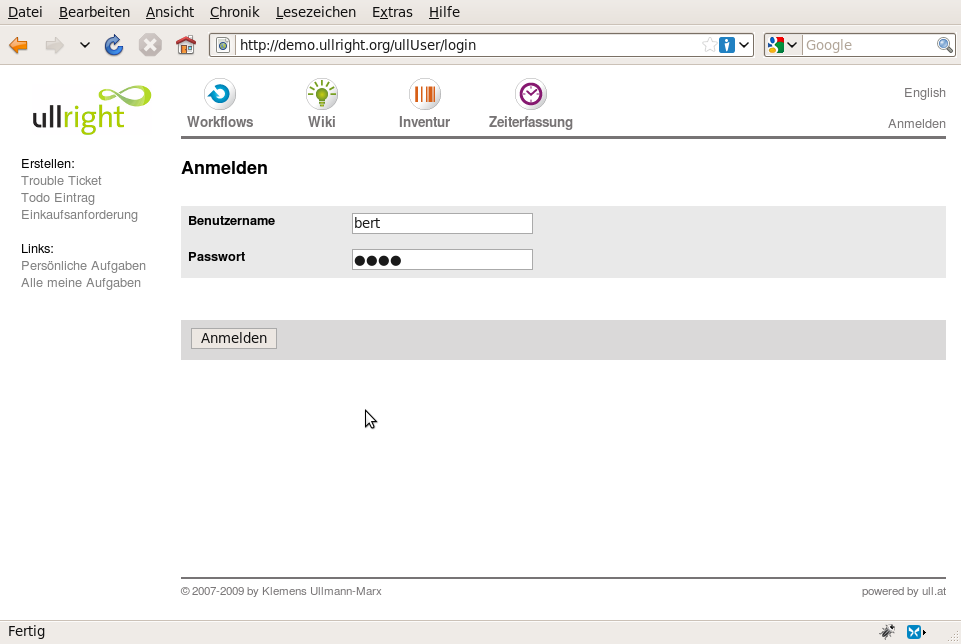 Datei Bearbeiten Ansicht Chronik Lesezeichen Extras Hilfe
http://demo.ullright.org/ullUser/login
Google
ullright
Workflows Wiki Inventur Zeiterfassung
English
Anmelden
Erstellen:
Trouble Ticket
Todo Eintrag
Einkaufsanforderung
Links:
Persönliche Aufgaben
Alle meine Aufgaben
Anmelden
Benutzername bert
Passwort ●●●●
Anmelden
© 2007-2009 by Klemens Ullmann-Marx powered by ull.at
Fertig